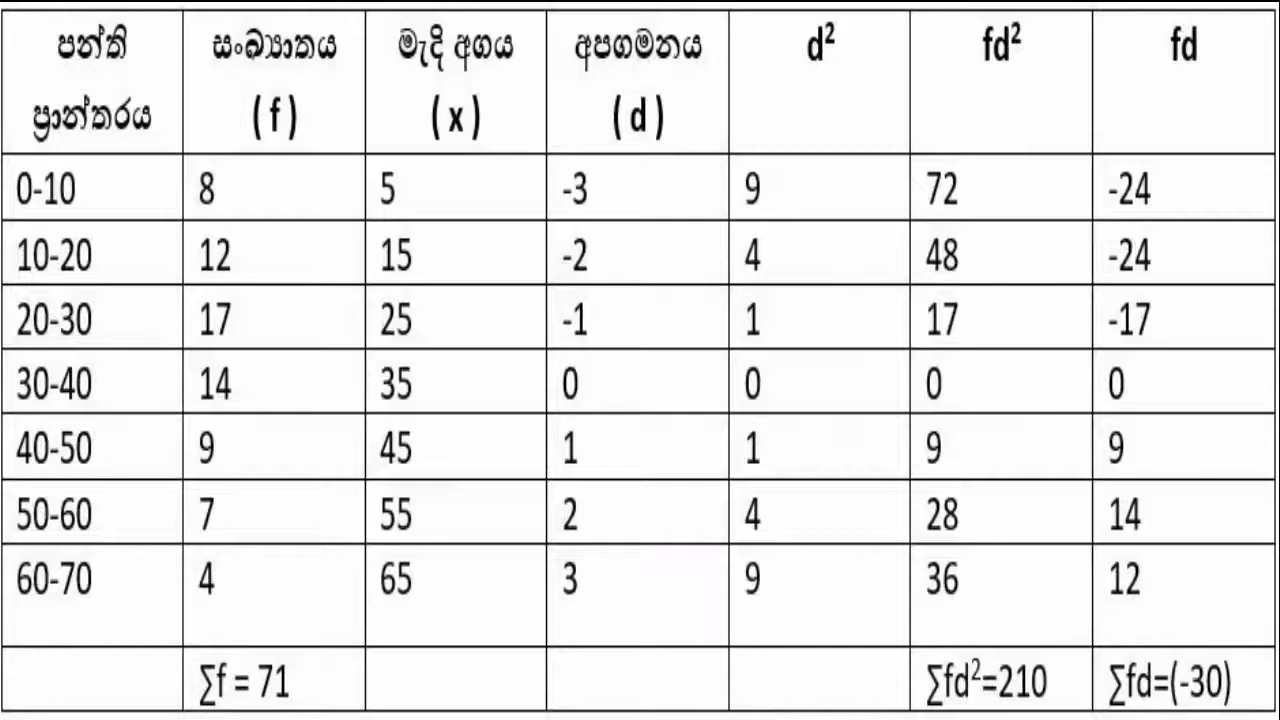 පන්ති ප්‍රාන්තරය | සංඛ්‍යාතය ( f ) | මැදි අගය ( x ) | අපගමනය ( d ) | d² | fd² | fd
0-10 | 8 | 5 | -3 | 9 | 72 | -24
10-20 | 12 | 15 | -2 | 4 | 48 | -24
20-30 | 17 | 25 | -1 | 1 | 17 | -17
30-40 | 14 | 35 | 0 | 0 | 0 | 0
40-50 | 9 | 45 | 1 | 1 | 9 | 9
50-60 | 7 | 55 | 2 | 4 | 28 | 14
60-70 | 4 | 65 | 3 | 9 | 36 | 12
∑f = 71 | ∑fd²=210 | ∑fd=(-30)